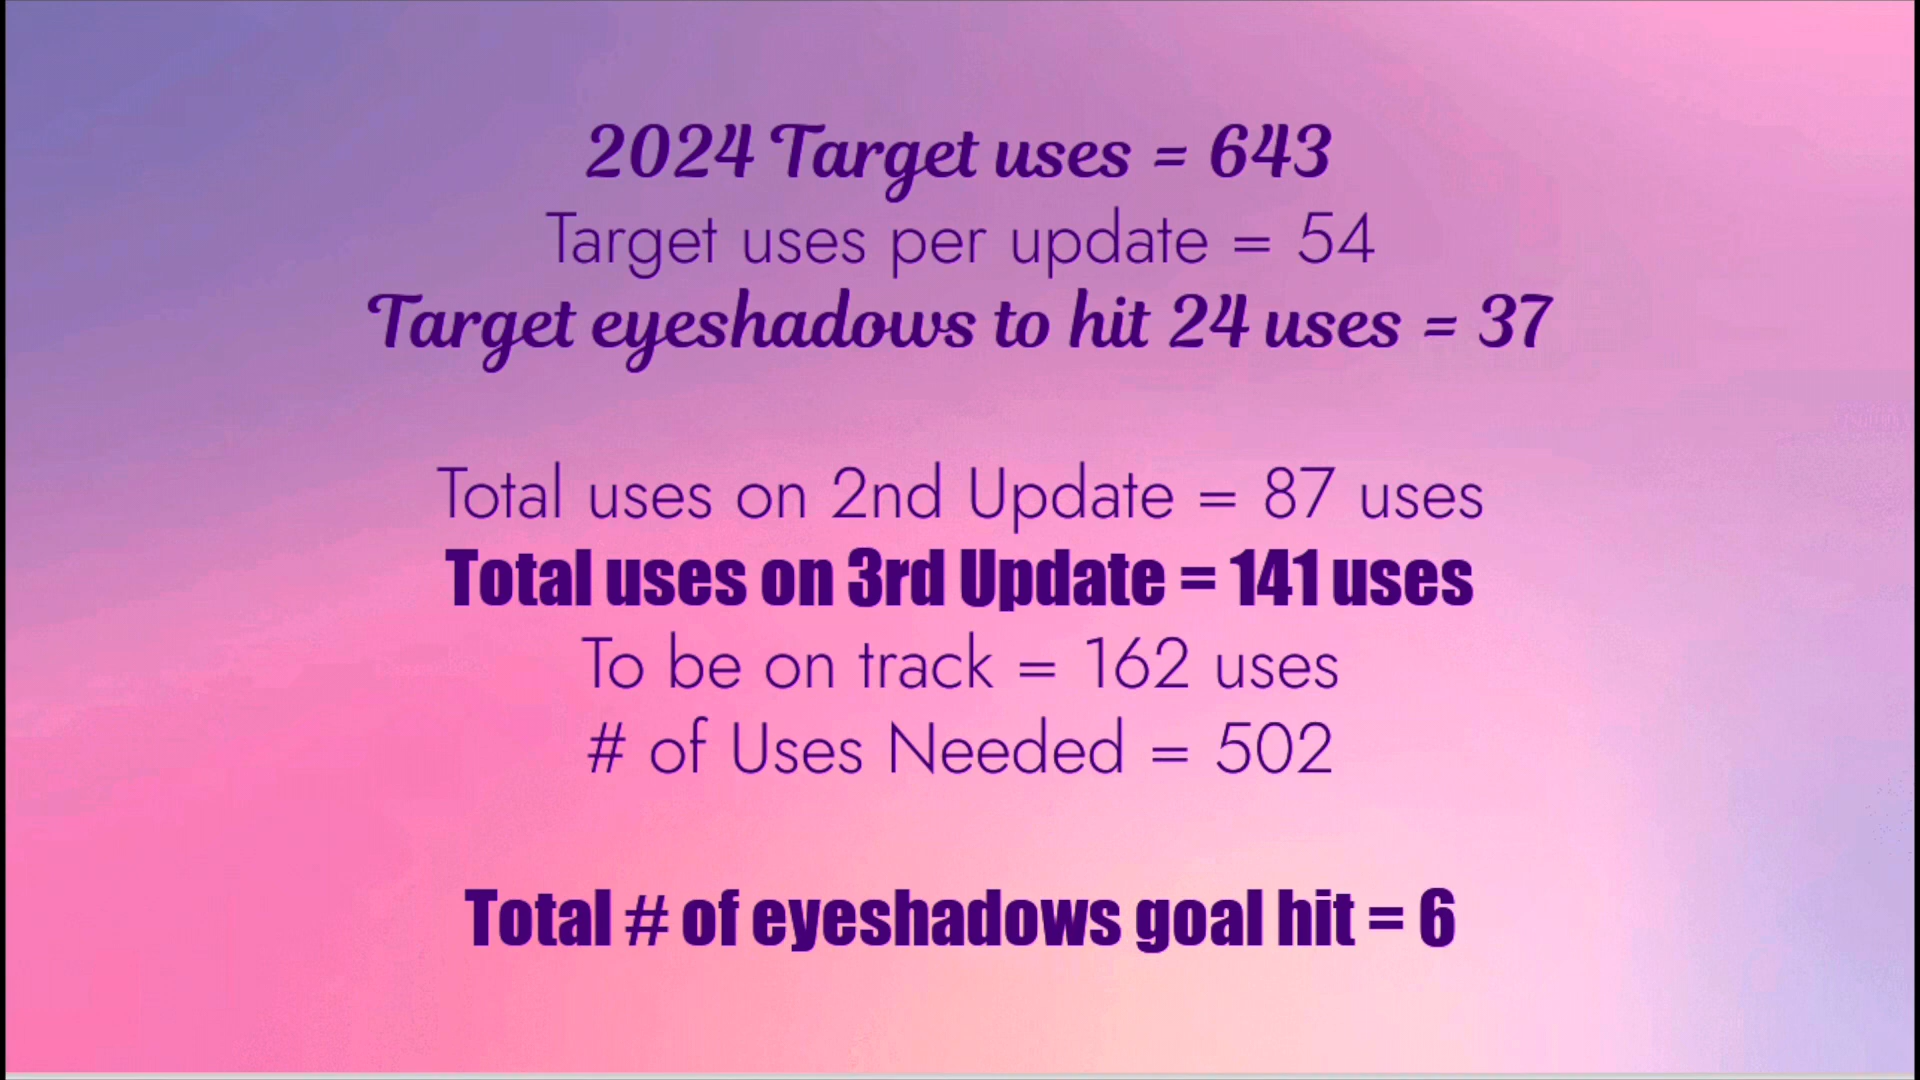 2024 Target uses = 643
Target uses per update = 54
Target eyeshadows to hit 24 uses = 37
Total uses on 2nd Update = 87 uses
Total uses on 3rd Update = 141 uses
To be on track = 162 uses
# of Uses Needed = 502
Total # of eyeshadows goal hit = 6